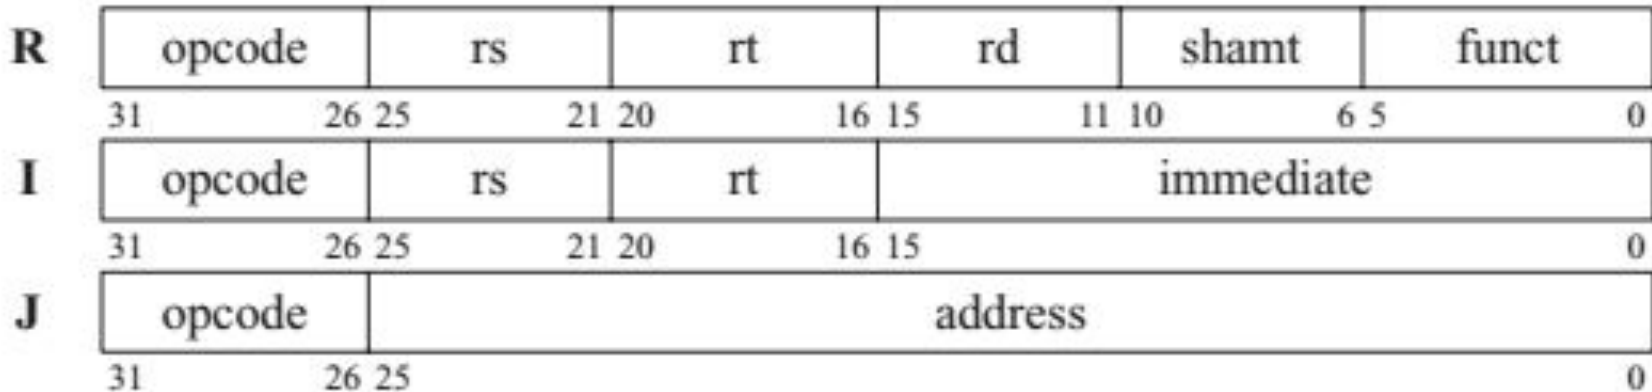 R opcode rs rt rd shamt funct
31 26 25 21 20 16 15 11 10 6 5 0
I opcode rs rt immediate
31 26 25 21 20 16 15 0
J opcode address
31 26 25 0